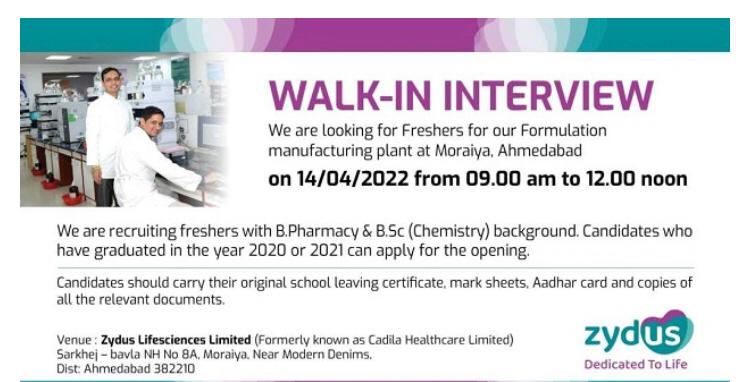 WALK-IN INTERVIEW
We are looking for Freshers for our Formulation
manufacturing plant at Moraiya, Ahmedabad
on 14/04/2022 from 09.00 am to 12.00 noon
We are recruiting freshers with B.Pharmacy & B.Sc (Chemistry) background. Candidates who
have graduated in the year 2020 or 2021 can apply for the opening.
Candidates should carry their original school leaving certificate, mark sheets, Aadhar card and copies of
all the relevant documents.
Venue : Zydus Lifesciences Limited (Formerly known as Cadila Healthcare Limited)
Sarkhej – bavla NH No 8A, Moraiya, Near Modern Denims,
Dist: Ahmedabad 382210
zydus
Dedicated To Life